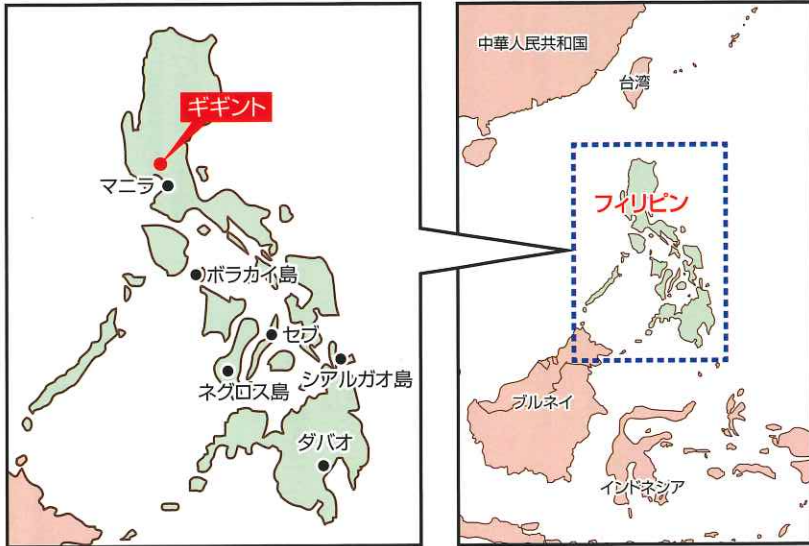 ギギント
マニラ
ボラカイ島
セブ
ネグロス島
シアルガオ島
ダバオ
中華人民共和国
台湾
フィリピン
ブルネイ
インドネシア